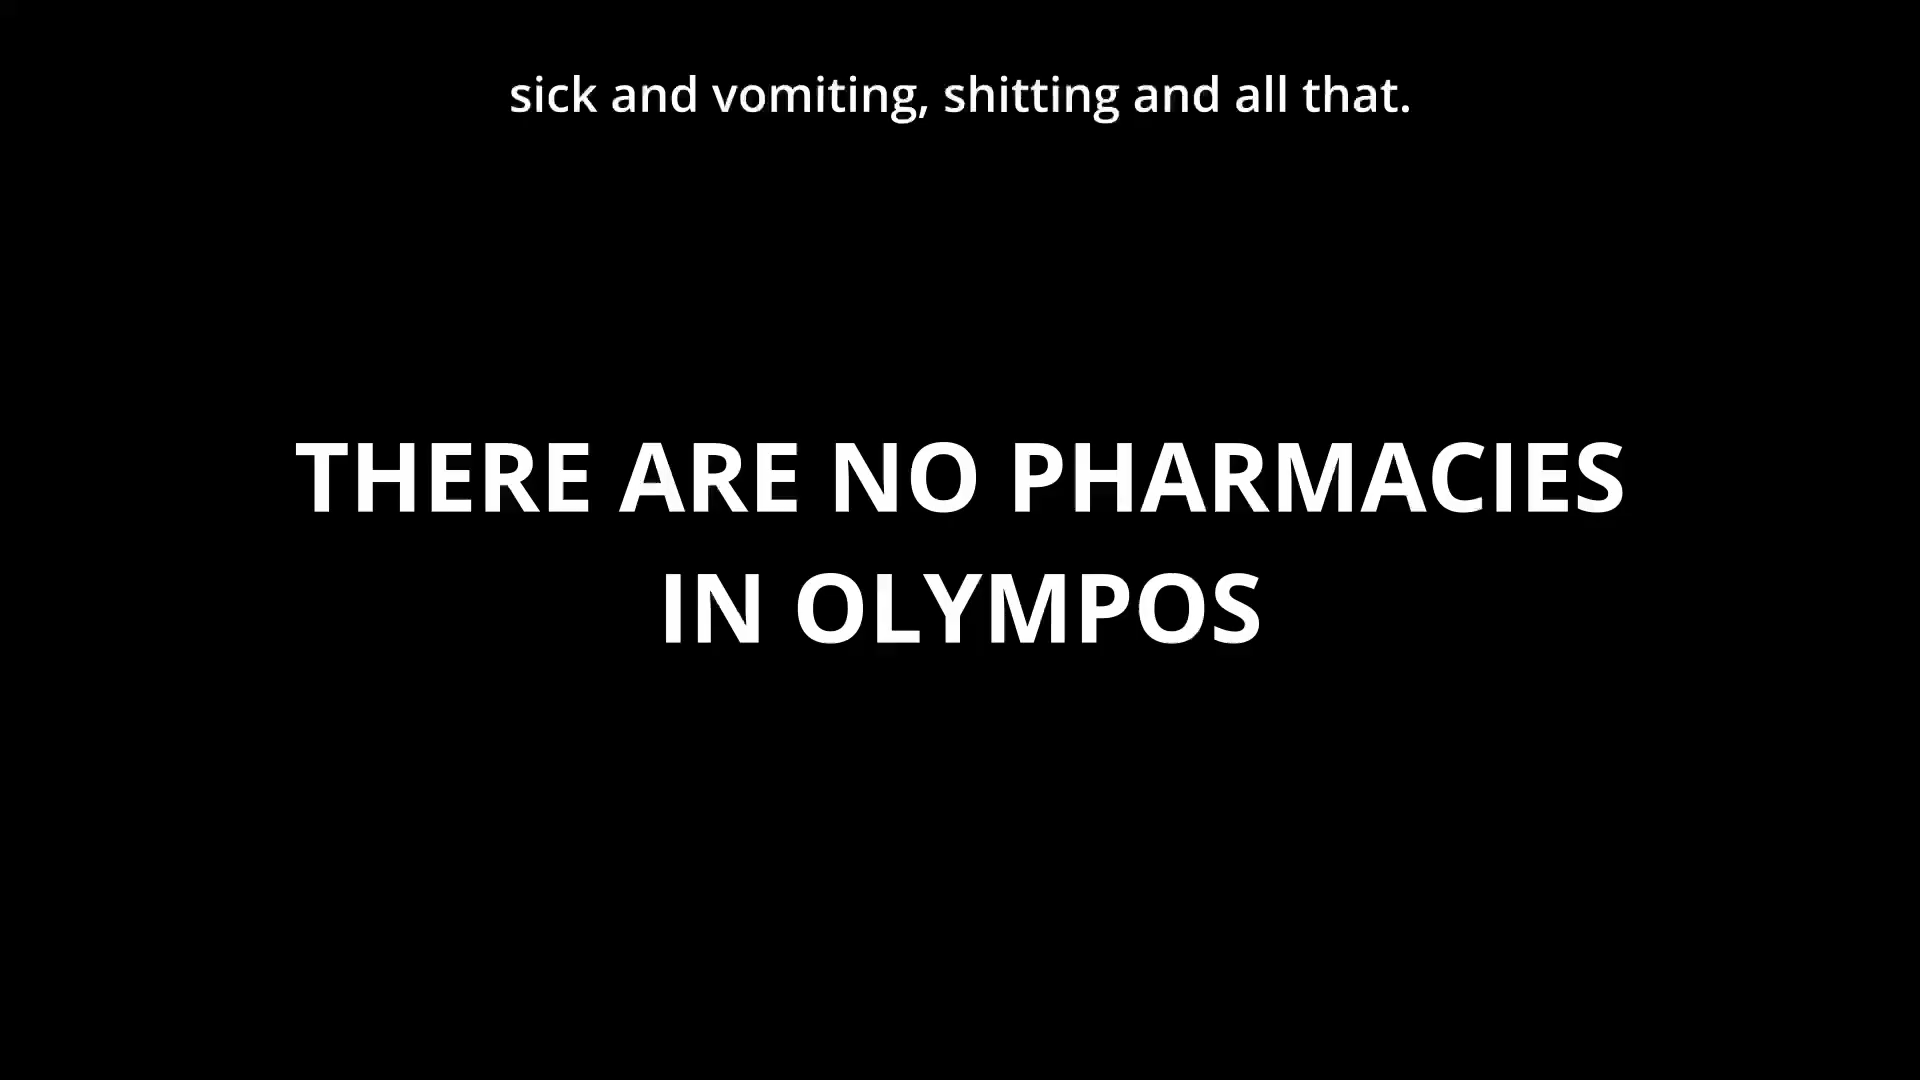 sick and vomiting, shitting and all that.
THERE ARE NO PHARMACIES
IN OLYMPOS